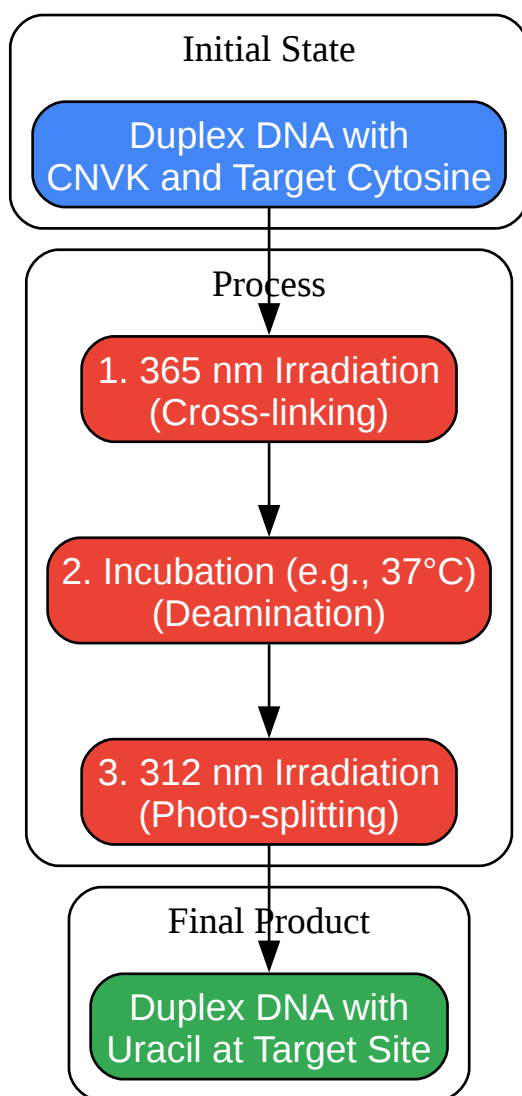 Initial State
Duplex DNA with
CNVK and Target Cytosine
Process
1. 365 nm Irradiation
(Cross-linking)
2. Incubation (e.g., 37°C)
(Deamination)
3. 312 nm Irradiation
(Photo-splitting)
Final Product
Duplex DNA with
Uracil at Target Site